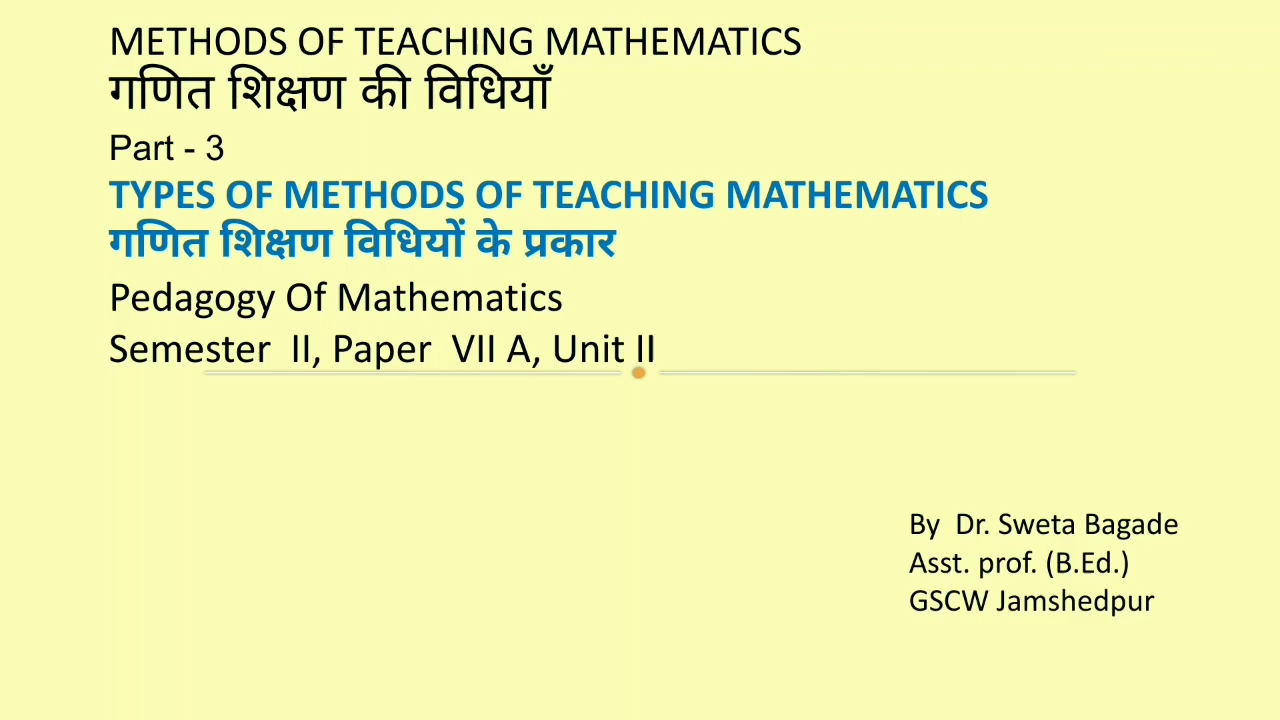 METHODS OF TEACHING MATHEMATICS
गणित शिक्षण की विधियाँ
Part - 3
TYPES OF METHODS OF TEACHING MATHEMATICS
गणित शिक्षण विधियों के प्रकार
Pedagogy Of Mathematics
Semester II, Paper VII A, Unit II
By Dr. Sweta Bagade
Asst. prof. (B.Ed.)
GSCW Jamshedpur